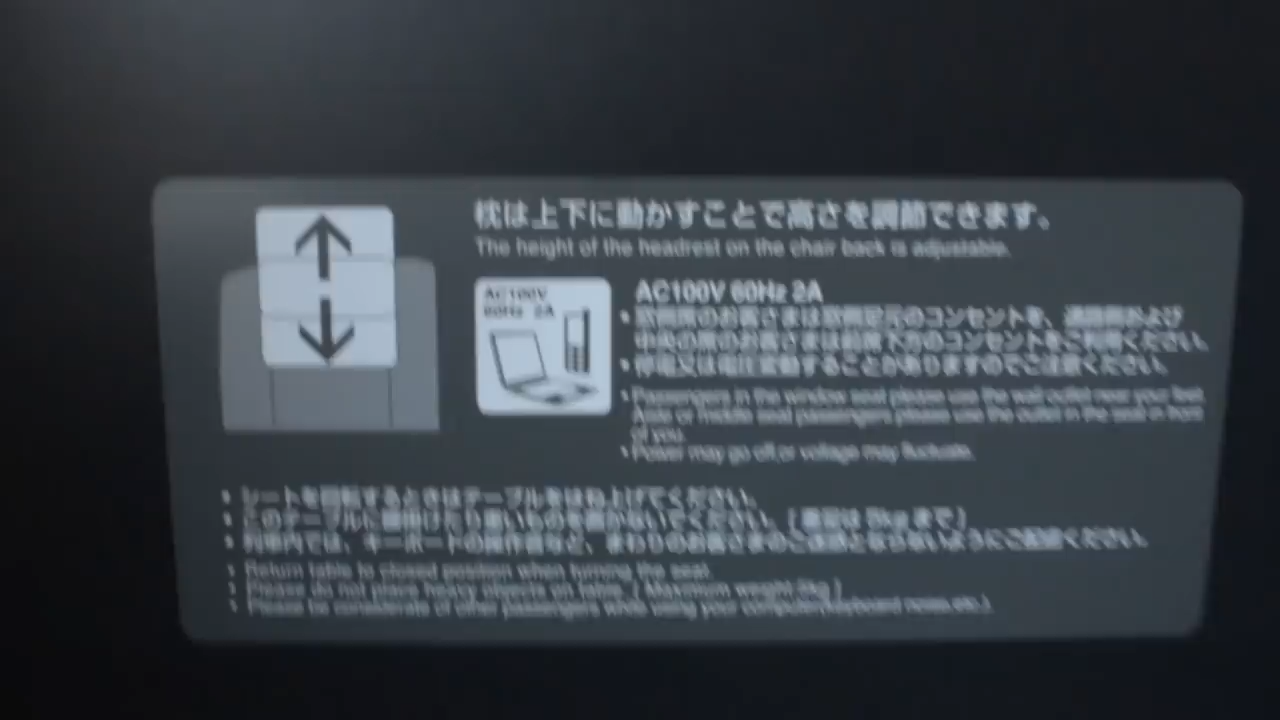 枕は上下に動かすことで高さを調節できます。
The height of the headrest on the chair back is adjustable.
AC100V
60Hz 2A
AC100V 60Hz 2A
• 窓側席のお客さまは窓側足元のコンセントを、通路側および
中央の席のお客さまは前席下方のコンセントをご利用ください。
• 停電又は電圧変動することがありますのでご注意ください。
• Passengers in the window seat please use the wall outlet near your feet.
Aisle or middle seat passengers please use the outlet in the seat in front
of you.
• Power may go off,or voltage may fluctuate.
• シートを回転するときはテーブルをはね上げてください。
• このテーブルに腰掛けたり重いものを置かないでください。
• 列車内では、キーボードの操作音など、まわりのお客さまのご迷惑とならないようにご配慮ください。
• Return table to closed position when turning the seat.
• Please do not place heavy objects on table. ( Maximum weight
• Please be considerate of other passengers while using your computer(keyboard noise,etc.).